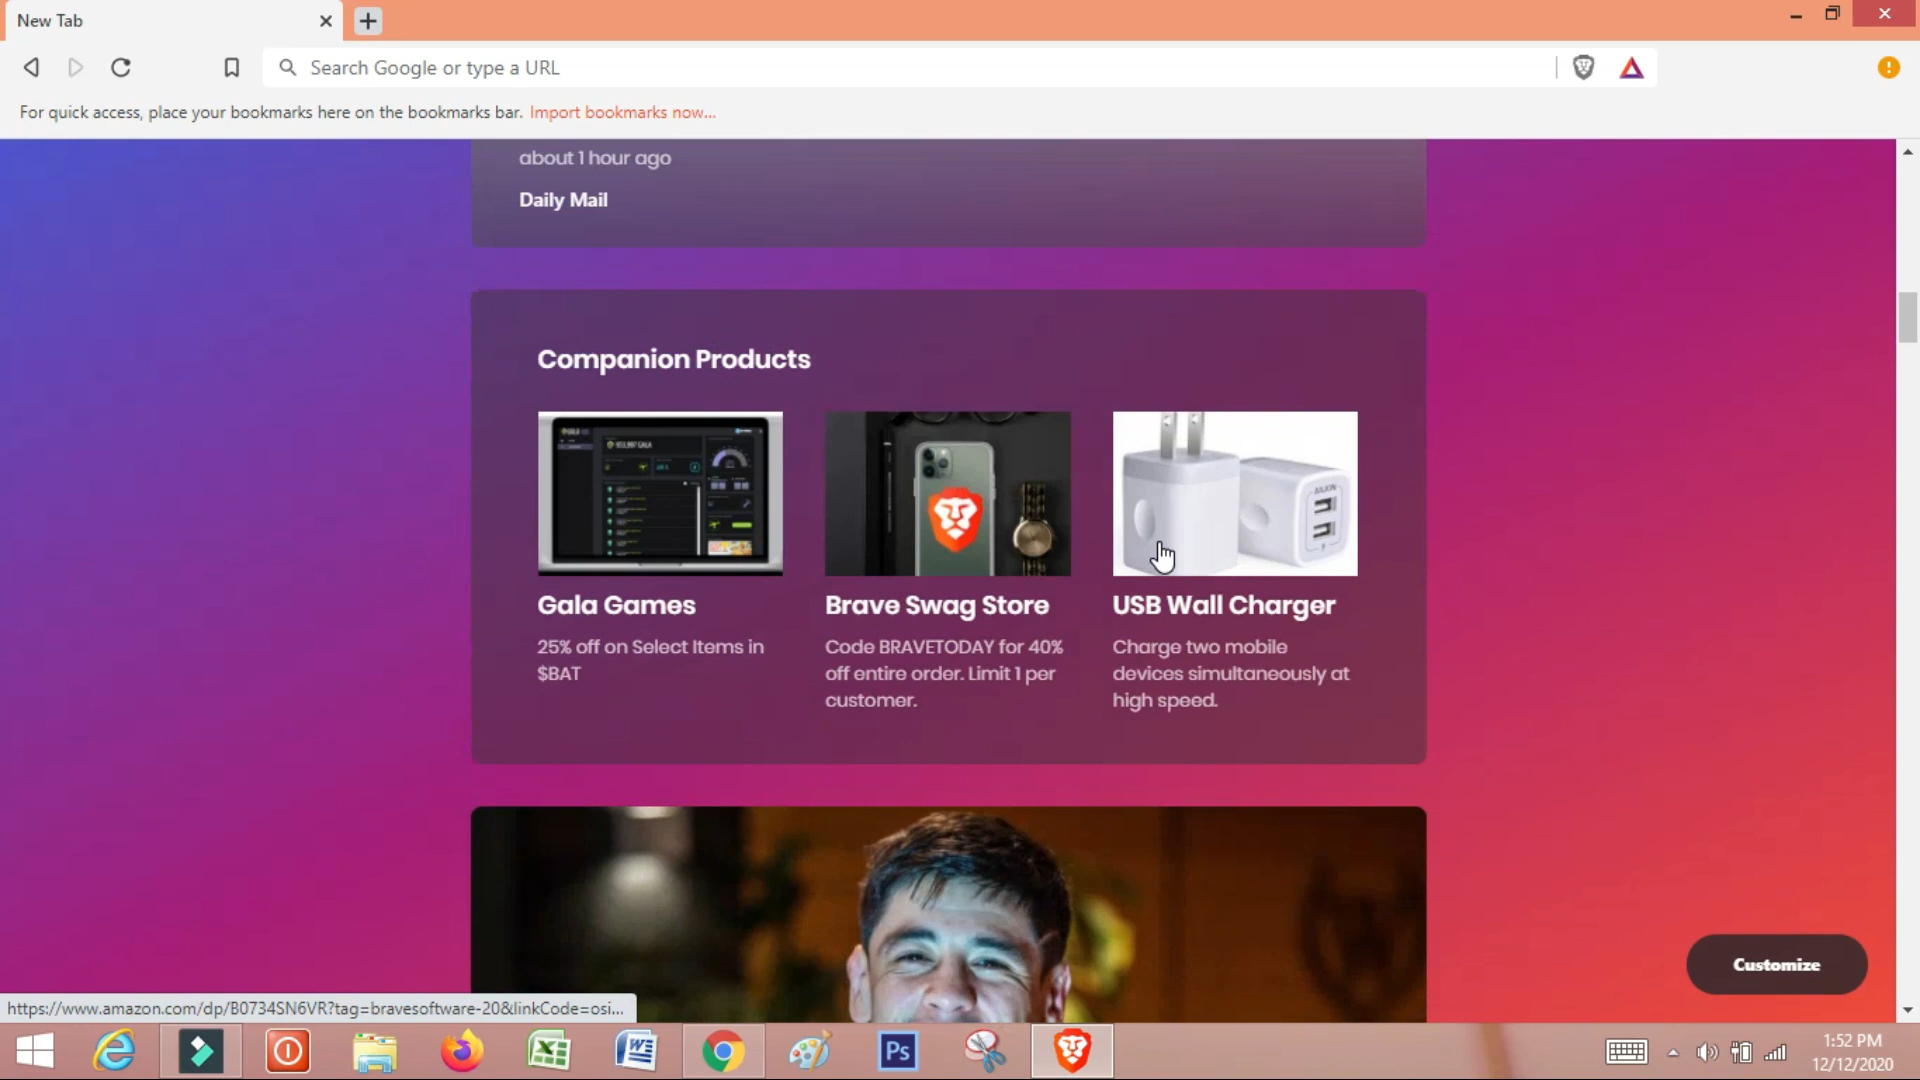 New Tab
Search Google or type a URL
For quick access, place your bookmarks here on the bookmarks bar. Import bookmarks now...
about 1 hour ago
Daily Mail
Companion Products
Gala Games
25% off on Select Items in
$BAT
Brave Swag Store
Code BRAVETODAY for 40%
off entire order. Limit 1 per
customer.
USB Wall Charger
Charge two mobile
devices simultaneously at
high speed.
Customize
https://www.amazon.com/dp/B0734SN6VR?tag=bravesoftware-20&linkCode=osi...
Ps
1:52 PM
12/12/2020